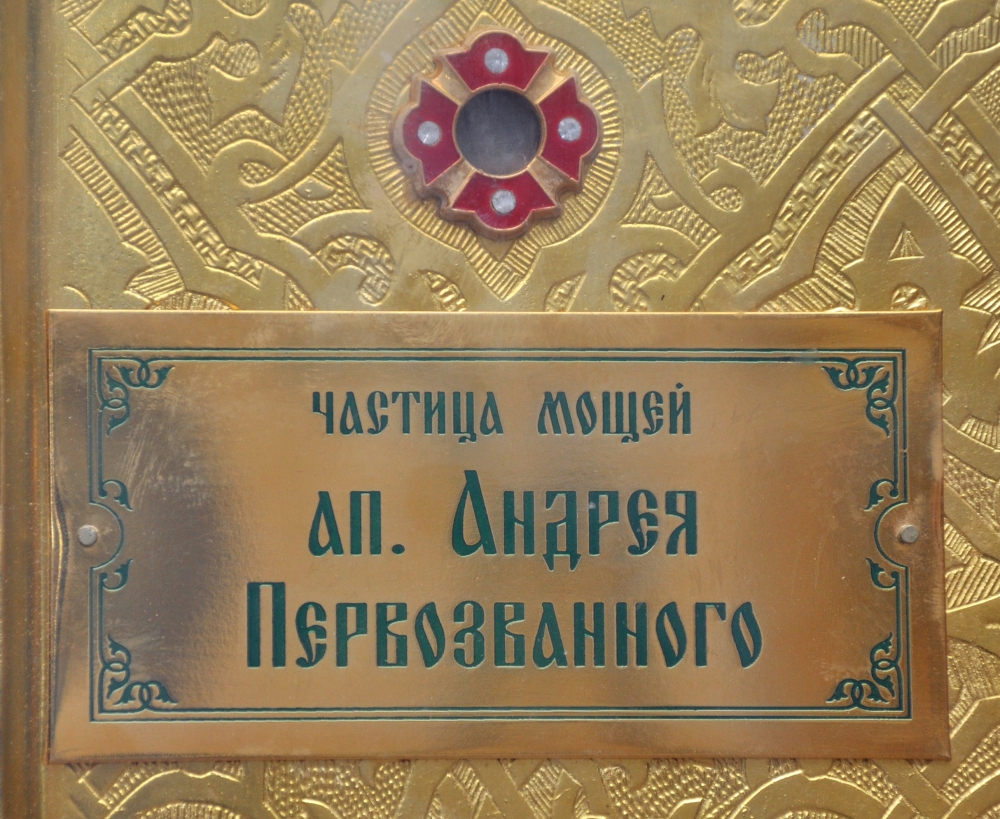 частица мощей
ап. Андрея
Первозванного